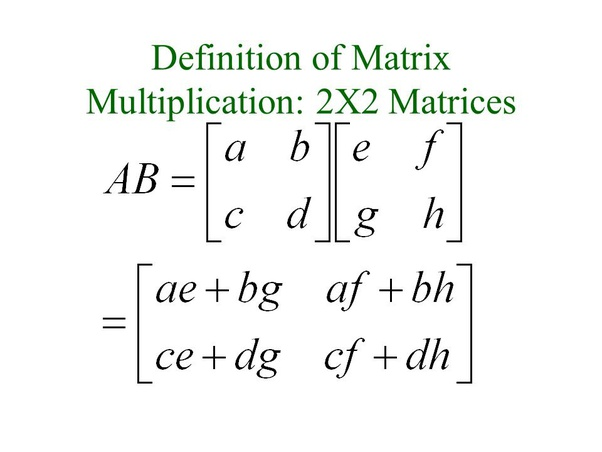 Definition of Matrix
Multiplication: 2X2 Matrices
AB = [a b][e f]
[c d][g h]
= [ae + bg af + bh]
[ce + dg cf + dh]